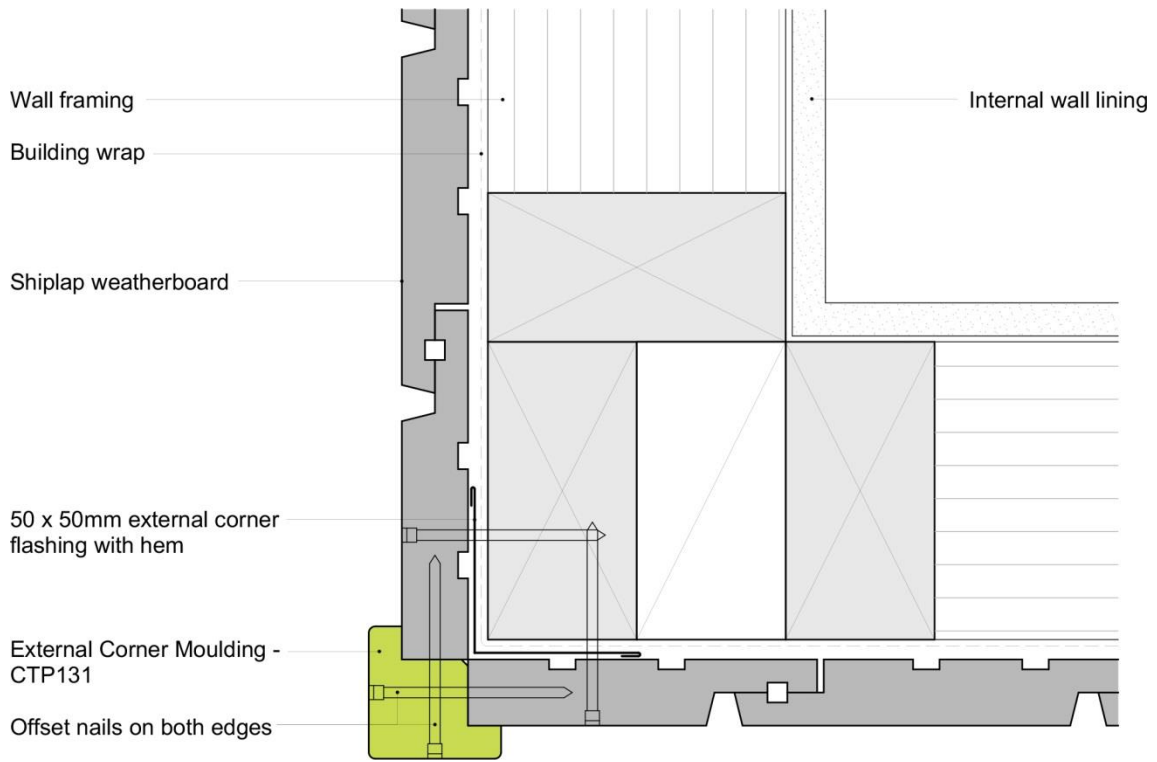 Wall framing
Internal wall lining
Building wrap
Shiplap weatherboard
50 x 50mm external corner
flashing with hem
External Corner Moulding -
CTP131
Offset nails on both edges